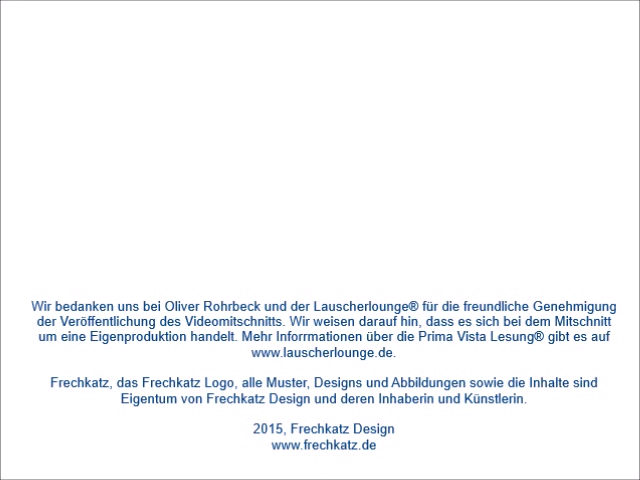 Wir bedanken uns bei Oliver Rohrbeck und der Lauscherlounge® für die freundliche Genehmigung
der Veröffentlichung des Videomitschnitts. Wir weisen darauf hin, dass es sich bei dem Mitschnitt
um eine Eigenproduktion handelt. Mehr Inforrmationen über die Prima Vista Lesung® gibt es auf
www.lauscherlounge.de.
Frechkatz, das Frechkatz Logo, alle Muster, Designs und Abbildungen sowie die Inhalte sind
Eigentum von Frechkatz Design und deren Inhaberin und Künstlerin.
2015, Frechkatz Design
www.frechkatz.de